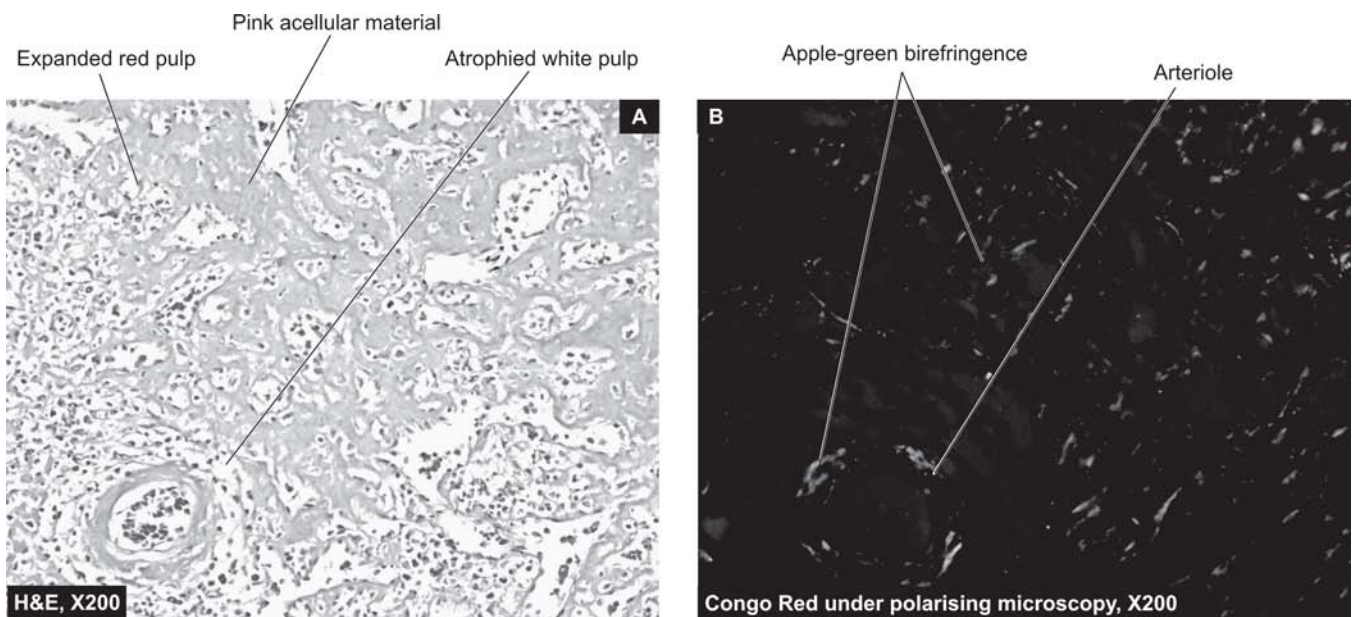 Pink acellular material
Expanded red pulp
Atrophied white pulp
Apple-green birefringence
Arteriole
A
B
H&E, X200
Congo Red under polarising microscopy, X200